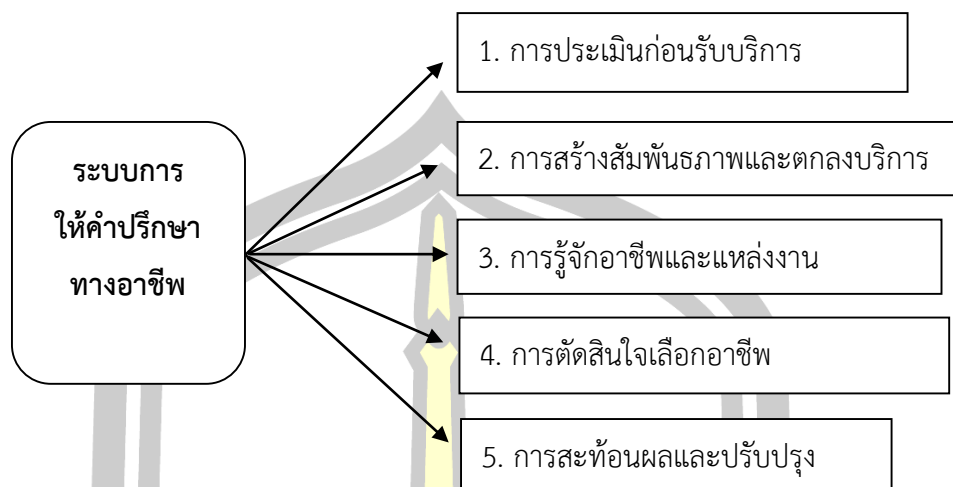 ระบบการ
ให้คำปรึกษา
ทางอาชีพ
1. การประเมินก่อนรับบริการ
2. การสร้างสัมพันธภาพและตกลงบริการ
3. การรู้จักอาชีพและแหล่งงาน
4. การตัดสินใจเลือกอาชีพ
5. การสะท้อนผลและปรับปรุง